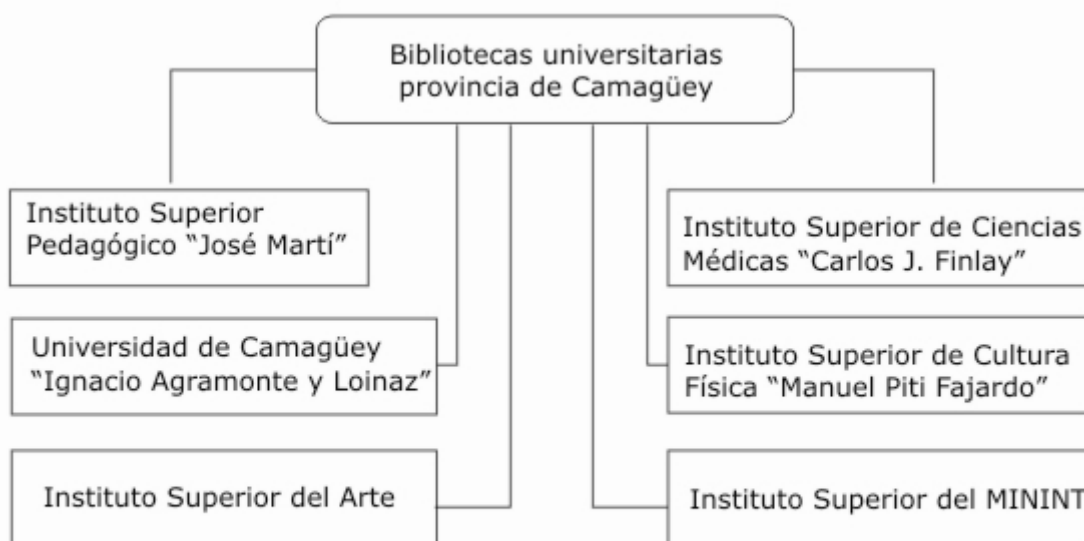 Bibliotecas universitarias
provincia de Camagüey
Instituto Superior
Pedagógico “José Martí”
Instituto Superior de Ciencias
Médicas “Carlos J. Finlay”
Universidad de Camagüey
“Ignacio Agramonte y Loinaz”
Instituto Superior de Cultura
Física “Manuel Piti Fajardo”
Instituto Superior del Arte
Instituto Superior del MININT